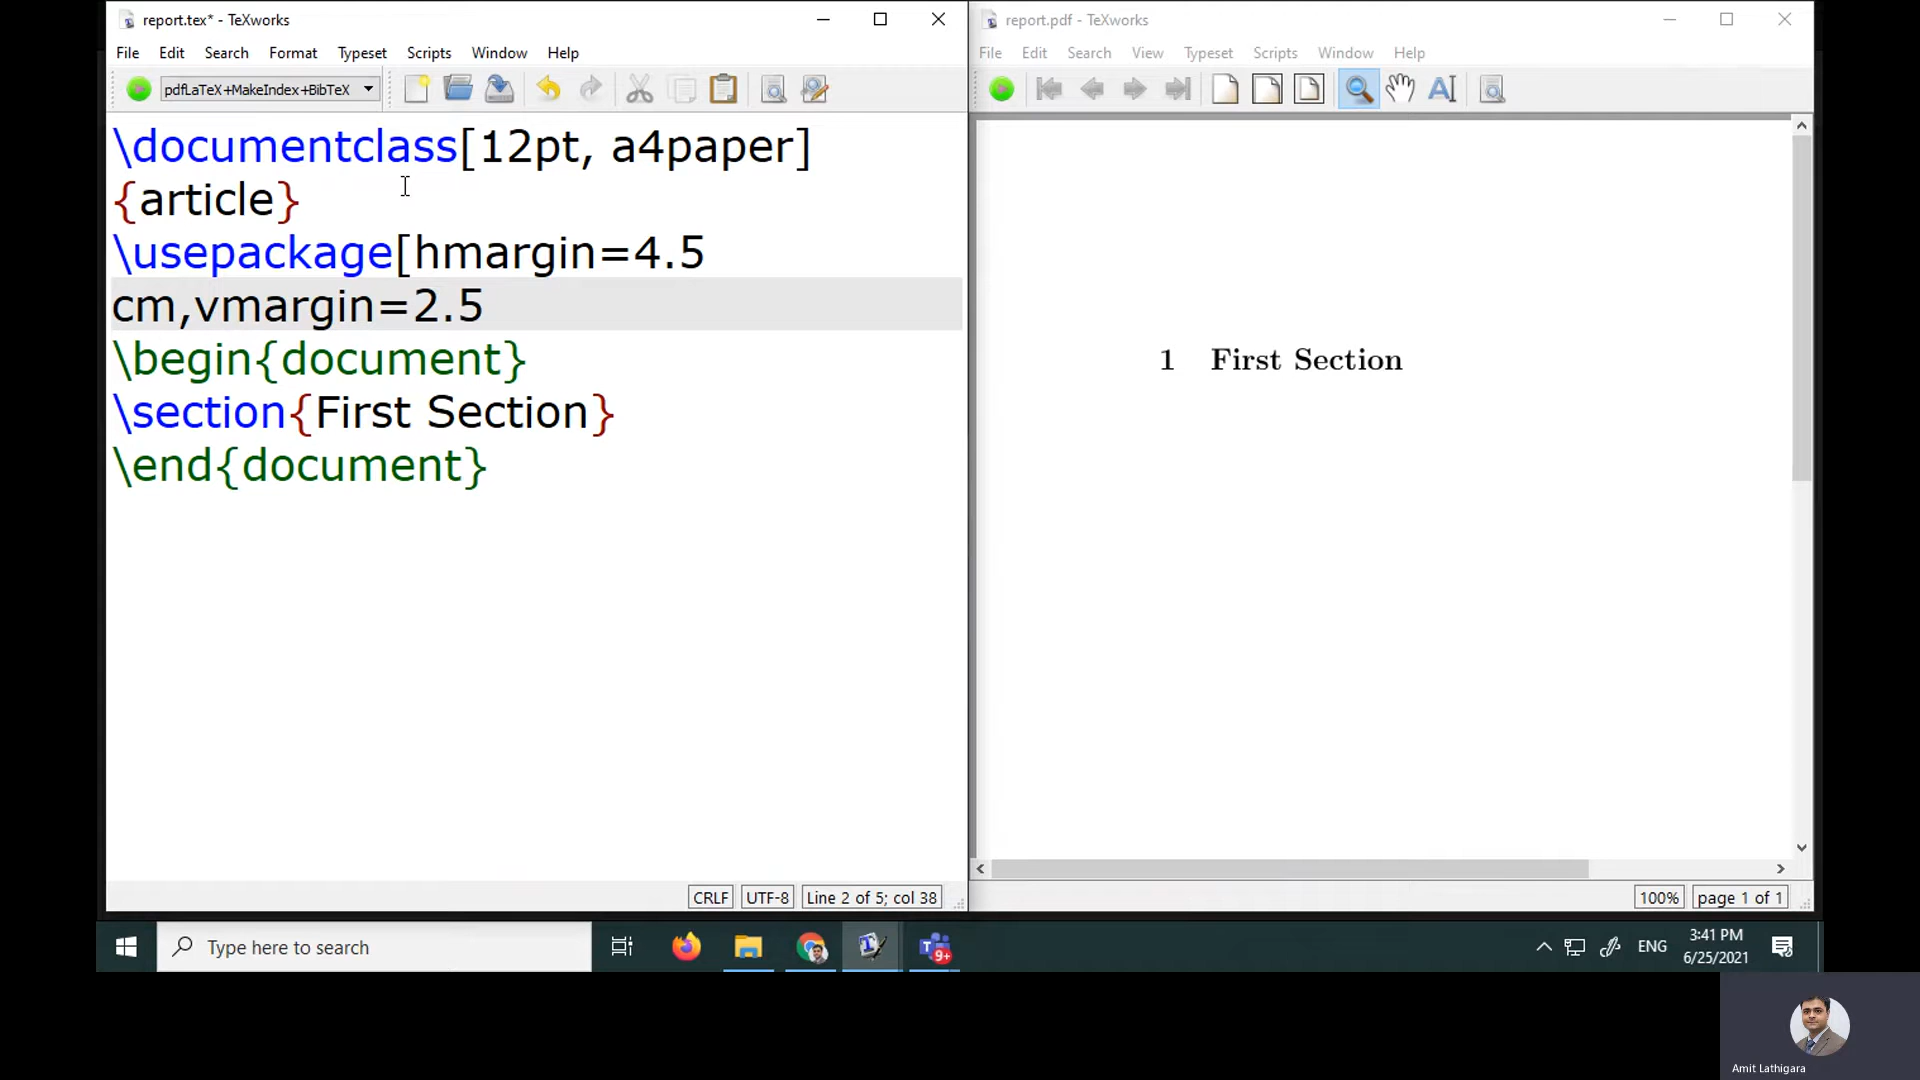 report.tex* - TeXworks
File Edit Search Format Typeset Scripts Window Help
pdfLaTeX+MakeIndex+BibTeX
\documentclass[12pt, a4paper]
{article}
\usepackage[hmargin=4.5
cm,vmargin=2.5
\begin{document}
\section{First Section}
\end{document}
CRLF UTF-8 Line 2 of 5; col 38
report.pdf - TeXworks
File Edit Search View Typeset Scripts Window Help
1 First Section
100% page 1 of 1
Type here to search
9+
ENG
3:41 PM
6/25/2021
Amit Lathigara